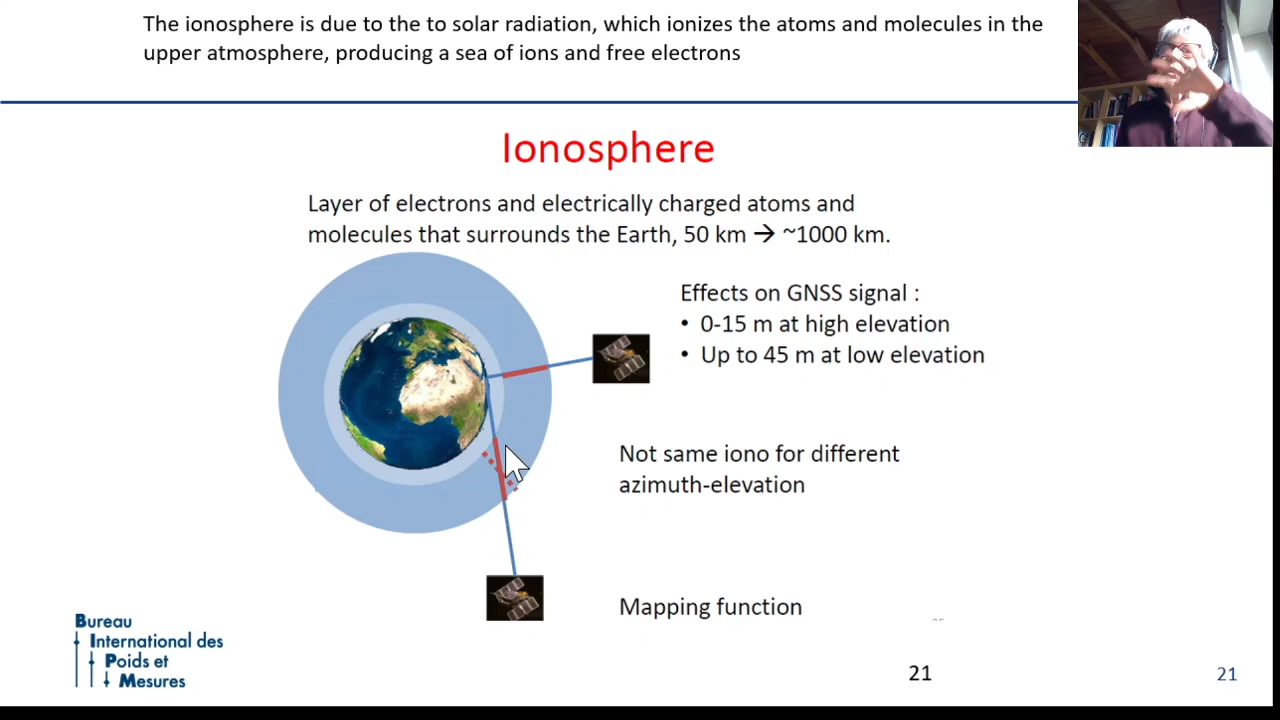 The ionosphere is due to the to solar radiation, which ionizes the atoms and molecules in the
upper atmosphere, producing a sea of ions and free electrons
Ionosphere
Layer of electrons and electrically charged atoms and
molecules that surrounds the Earth, 50 km → ~1000 km.
Effects on GNSS signal :
• 0-15 m at high elevation
• Up to 45 m at low elevation
Not same iono for different
azimuth-elevation
Mapping function
Bureau
International des
Poids et
Mesures
21
21